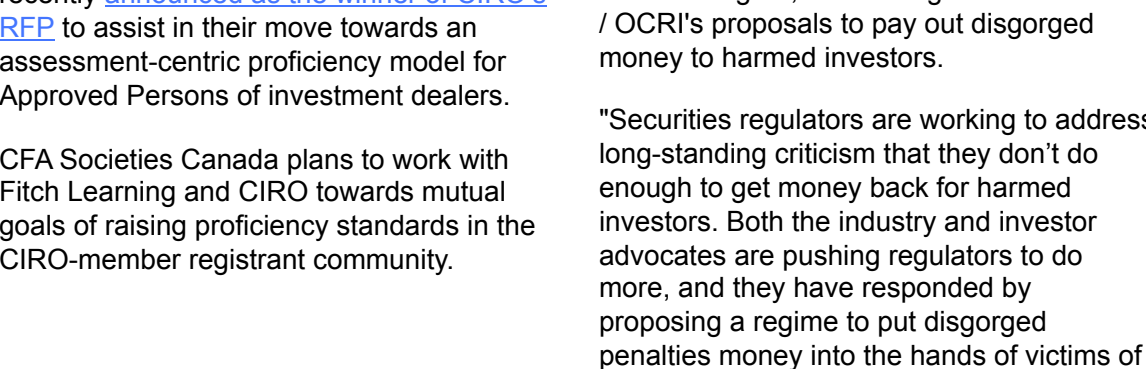 recently announced as the winner of CIRO's
RFP to assist in their move towards an
assessment-centric proficiency model for
Approved Persons of investment dealers.
CFA Societies Canada plans to work with
Fitch Learning and CIRO towards mutual
goals of raising proficiency standards in the
CIRO-member registrant community.
/ OCRI's proposals to pay out disgorged
money to harmed investors.
"Securities regulators are working to address
long-standing criticism that they don’t do
enough to get money back for harmed
investors. Both the industry and investor
advocates are pushing regulators to do
more, and they have responded by
proposing a regime to put disgorged
penalties money into the hands of victims of